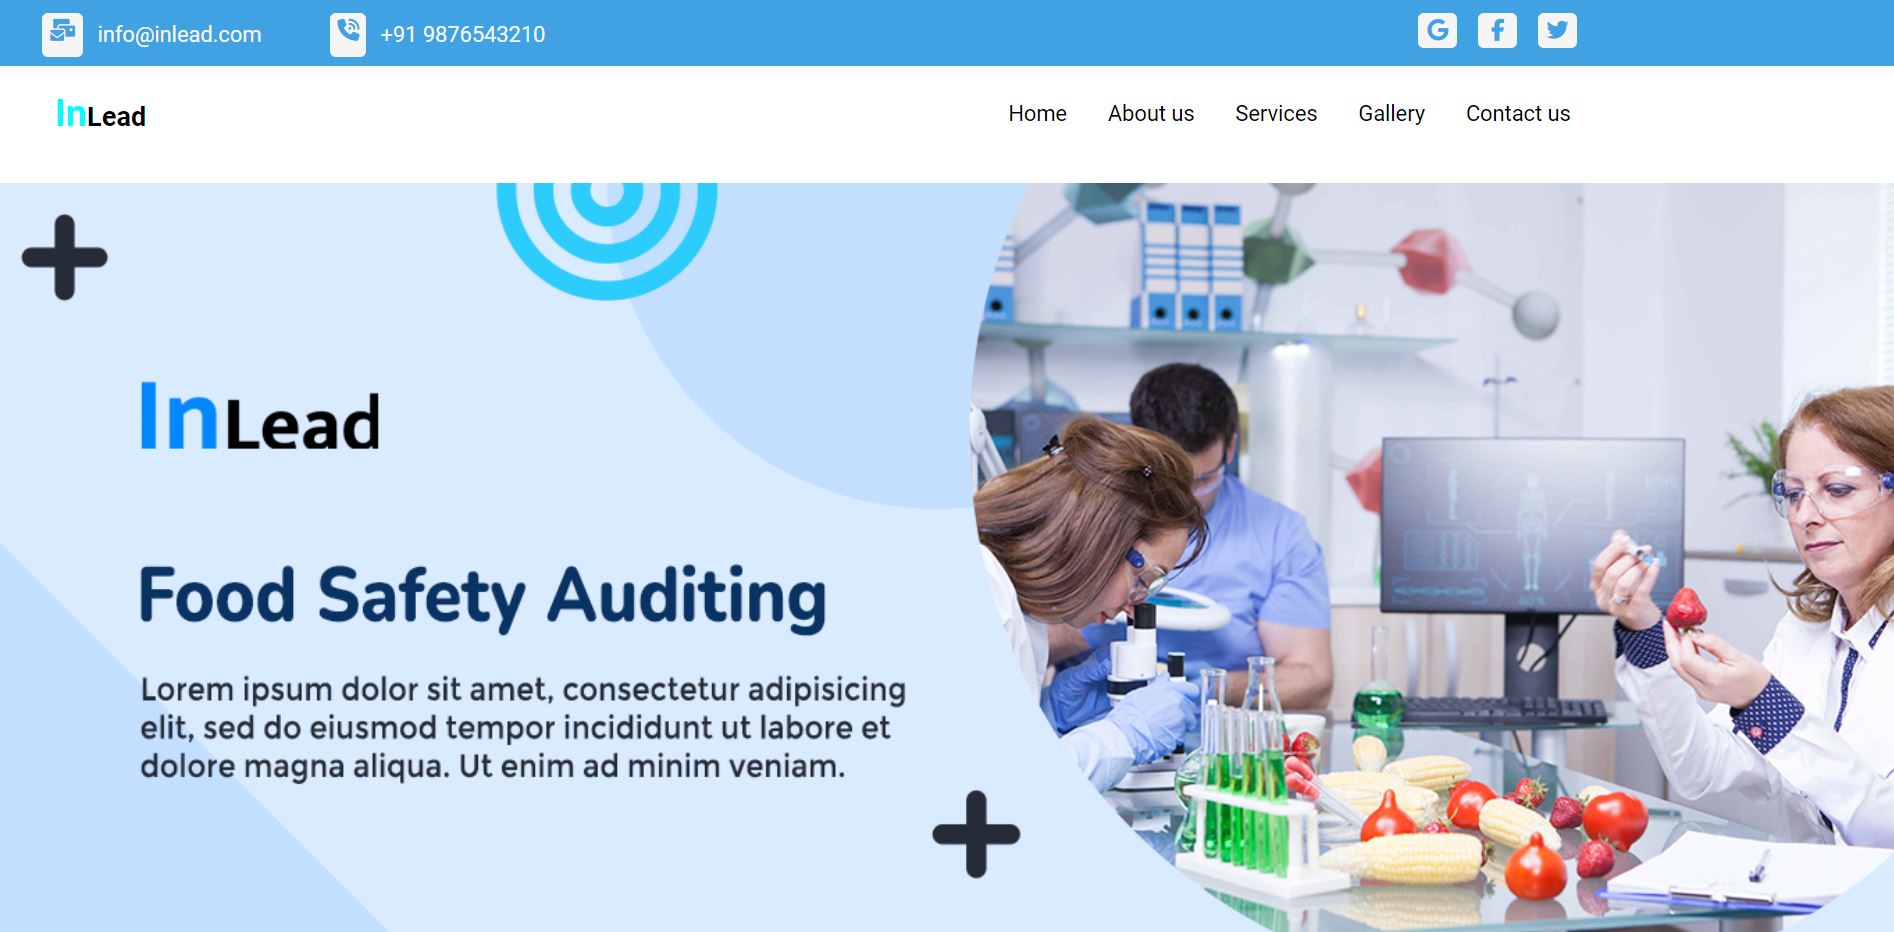 info@inlead.com +91 9876543210
InLead Home About us Services Gallery Contact us
InLead
Food Safety Auditing
Lorem ipsum dolor sit amet, consectetur adipisicing
elit, sed do eiusmod tempor incididunt ut labore et
dolore magna aliqua. Ut enim ad minim veniam.